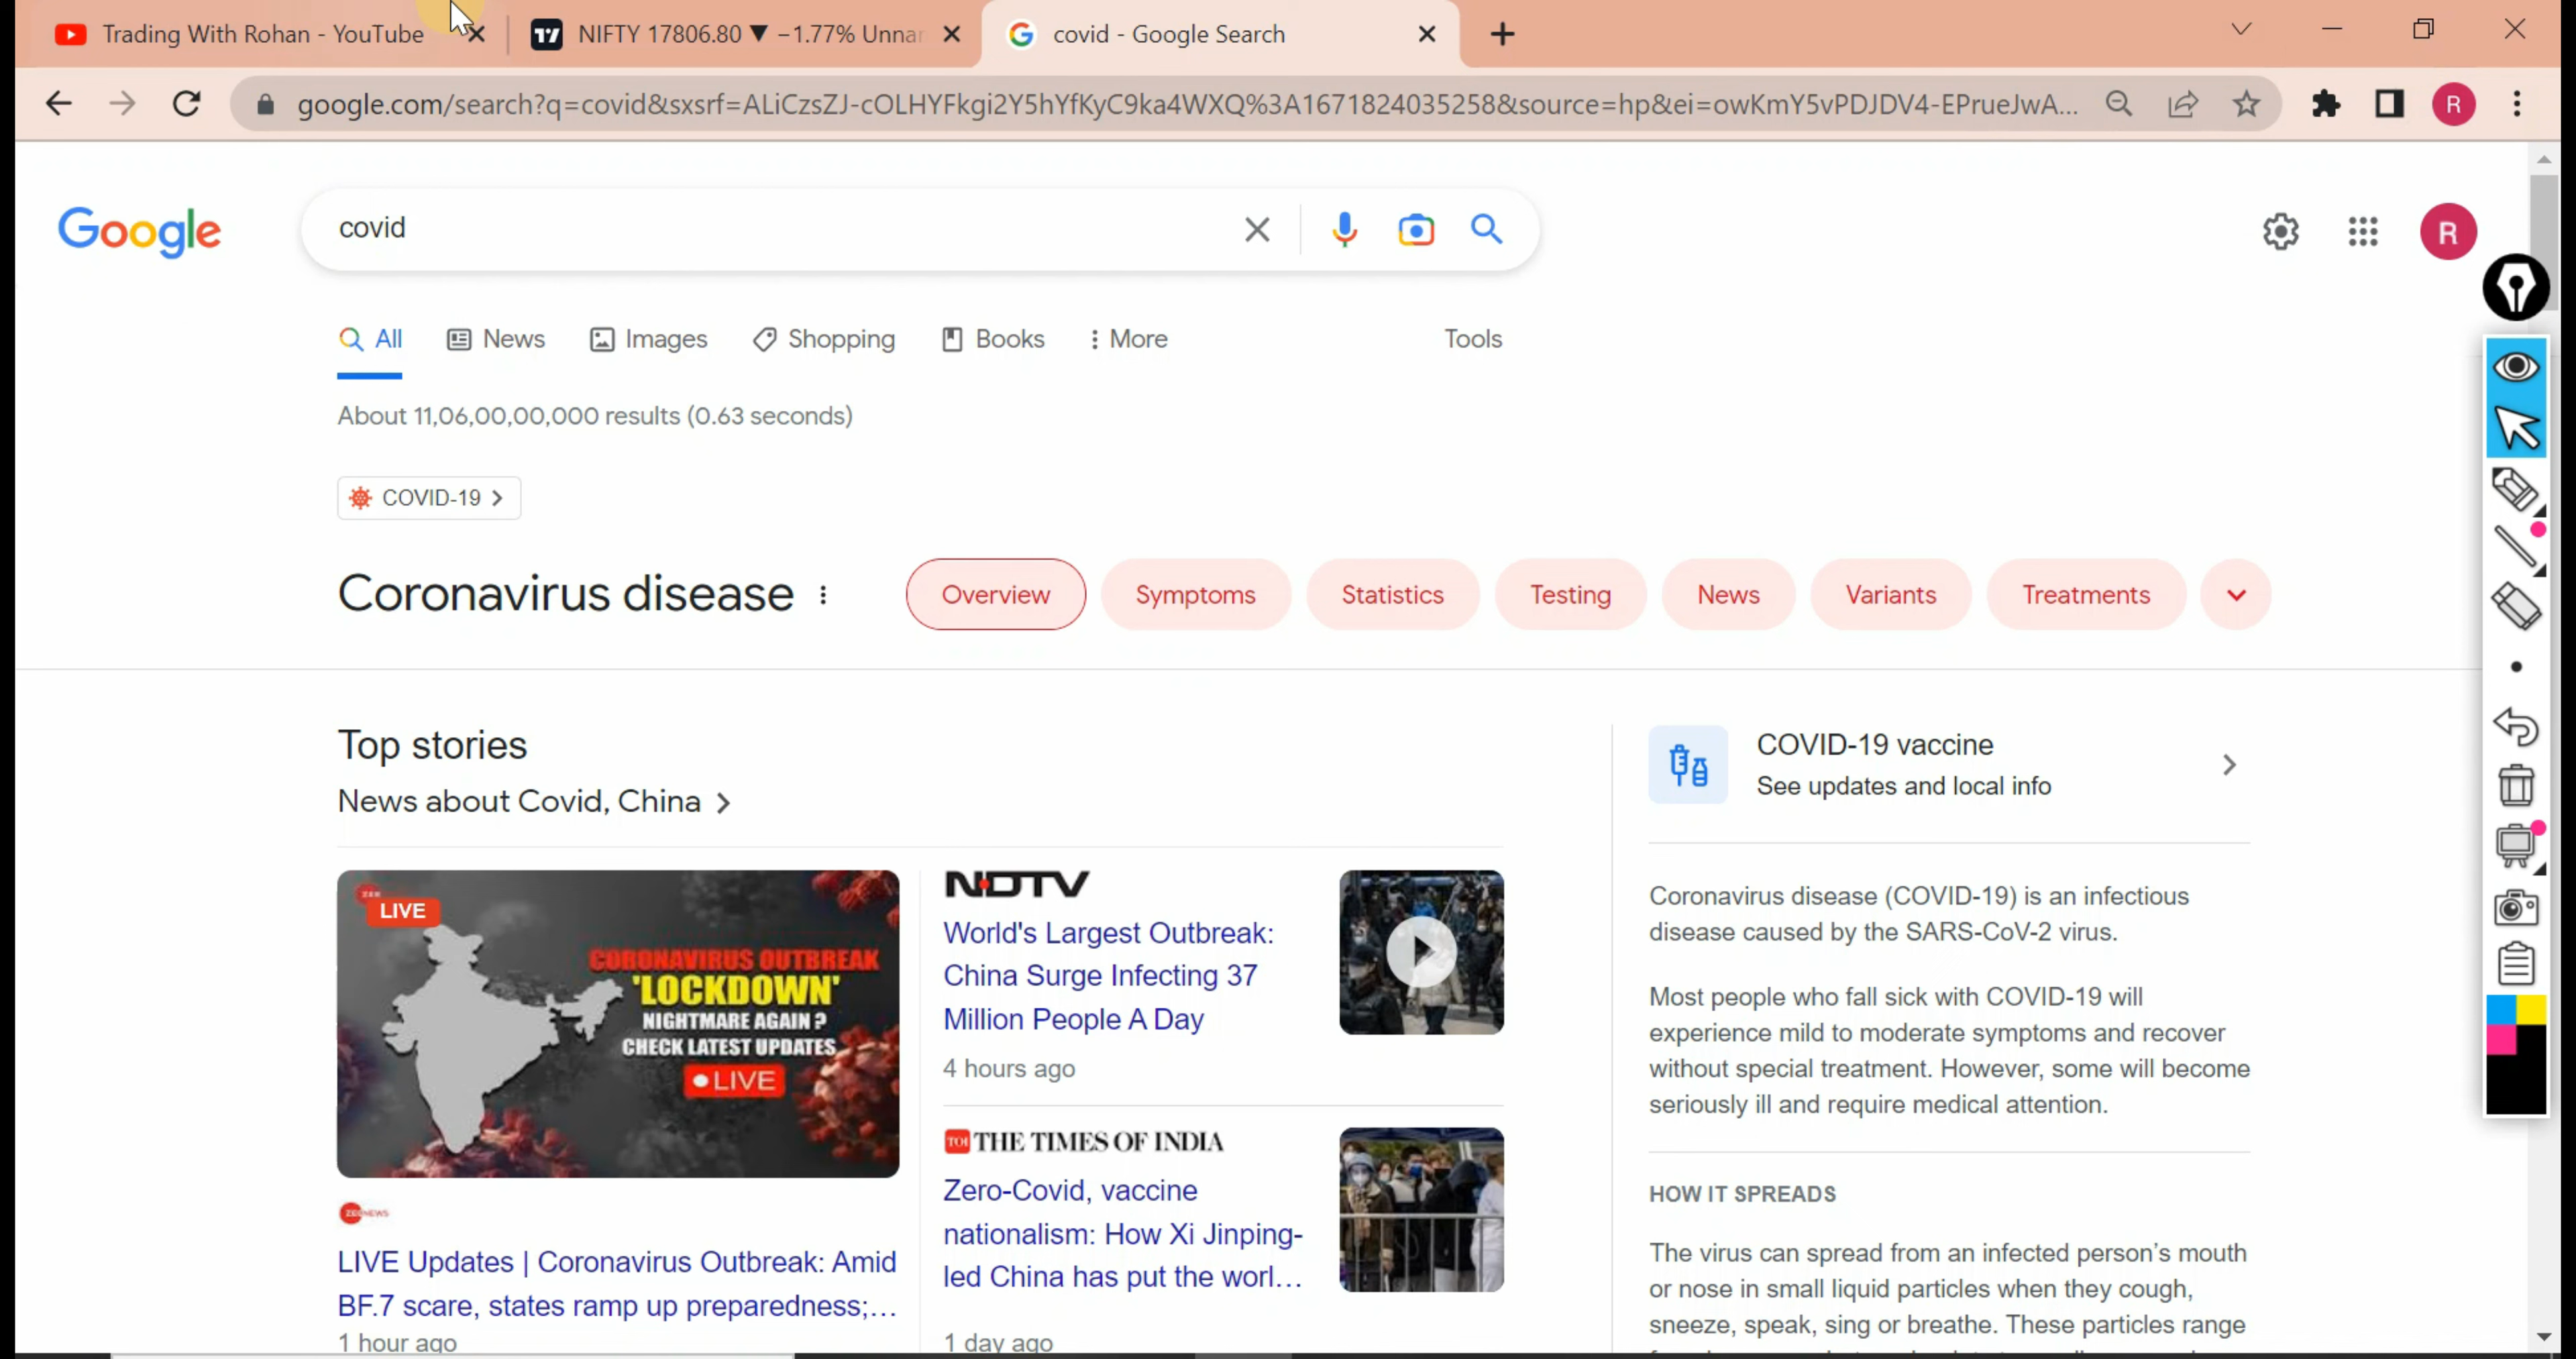 Trading With Rohan - YouTube
NIFTY 17806.80 ▼ −1.77% Unnar
covid - Google Search
google.com/search?q=covid&sxsrf=ALiCzsZJ-cOLHYFkgi2Y5hYfKyC9ka4WXQ%3A1671824035258&source=hp&ei=owKmY5vPDJDV4-EPrueJwA...
R
Google
covid
R
All
News
Images
Shopping
Books
More
Tools
About 11,06,00,00,000 results (0.63 seconds)
COVID-19
Coronavirus disease
Overview
Symptoms
Statistics
Testing
News
Variants
Treatments
Top stories
News about Covid, China
LIVE
CORONAVIRUS OUTBREAK
'LOCKDOWN'
NIGHTMARE AGAIN ?
CHECK LATEST UPDATES
LIVE
ZEE NEWS
LIVE Updates | Coronavirus Outbreak: Amid
BF.7 scare, states ramp up preparedness;...
1 hour ago
NDTV
World's Largest Outbreak:
China Surge Infecting 37
Million People A Day
4 hours ago
TOI THE TIMES OF INDIA
Zero-Covid, vaccine
nationalism: How Xi Jinping-
led China has put the worl...
1 day ago
COVID-19 vaccine
See updates and local info
Coronavirus disease (COVID-19) is an infectious
disease caused by the SARS-CoV-2 virus.
Most people who fall sick with COVID-19 will
experience mild to moderate symptoms and recover
without special treatment. However, some will become
seriously ill and require medical attention.
HOW IT SPREADS
The virus can spread from an infected person's mouth
or nose in small liquid particles when they cough,
sneeze, speak, sing or breathe. These particles range